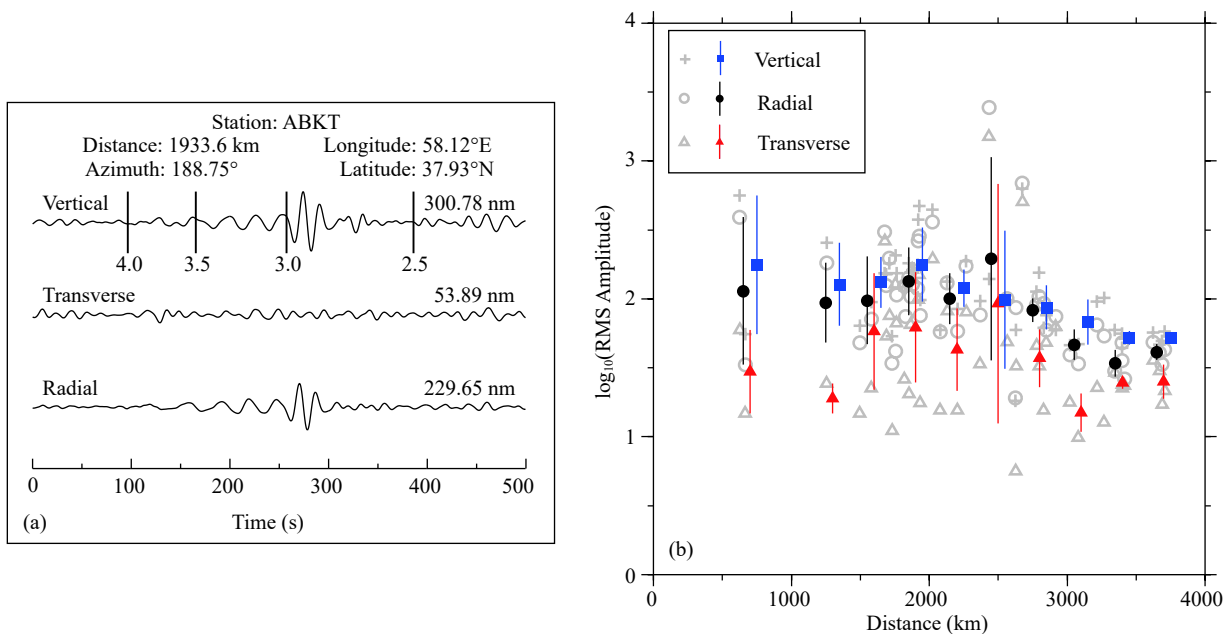 Station: ABKT
Distance: 1933.6 km Longitude: 58.12°E
Azimuth: 188.75° Latitude: 37.93°N
Vertical 300.78 nm
4.0 3.5 3.0 2.5
Transverse 53.89 nm
Radial 229.65 nm
0 100 200 300 400 500
(a) Time (s)
4
3
2
1
0
log₁₀(RMS Amplitude)
Vertical
Radial
Transverse
(b)
0 1000 2000 3000 4000
Distance (km)